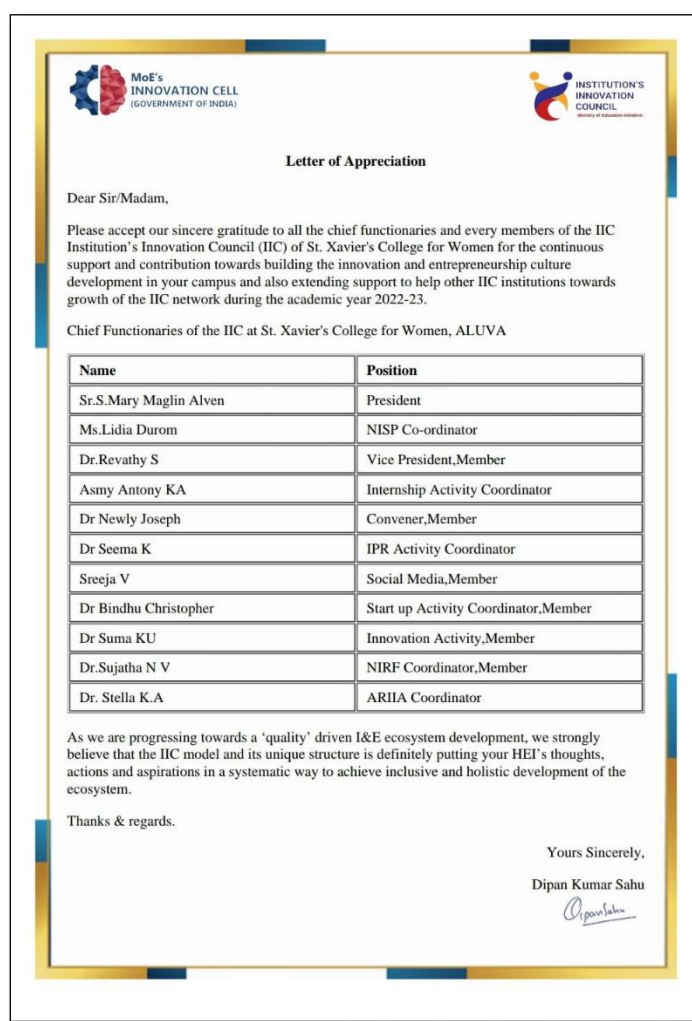 MoE's
INNOVATION CELL
(GOVERNMENT OF INDIA)
INSTITUTION'S
INNOVATION
COUNCIL
(Ministry of Education Initiative)
Letter of Appreciation
Dear Sir/Madam,
Please accept our sincere gratitude to all the chief functionaries and every members of the IIC
Institution's Innovation Council (IIC) of St. Xavier's College for Women for the continuous
support and contribution towards building the innovation and entrepreneurship culture
development in your campus and also extending support to help other IIC institutions towards
growth of the IIC network during the academic year 2022-23.
Chief Functionaries of the IIC at St. Xavier's College for Women, ALUVA
Name Position
Sr.S.Mary Maglin Alven President
Ms.Lidia Durom NISP Co-ordinator
Dr.Revathy S Vice President,Member
Asmy Antony KA Internship Activity Coordinator
Dr Newly Joseph Convener,Member
Dr Seema K IPR Activity Coordinator
Sreeja V Social Media,Member
Dr Bindhu Christopher Start up Activity Coordinator,Member
Dr Suma KU Innovation Activity,Member
Dr.Sujatha N V NIRF Coordinator,Member
Dr. Stella K.A ARIIA Coordinator
As we are progressing towards a ‘quality’ driven I&E ecosystem development, we strongly
believe that the IIC model and its unique structure is definitely putting your HEI’s thoughts,
actions and aspirations in a systematic way to achieve inclusive and holistic development of the
ecosystem.
Thanks & regards.
Yours Sincerely,
Dipan Kumar Sahu
DipanSahu